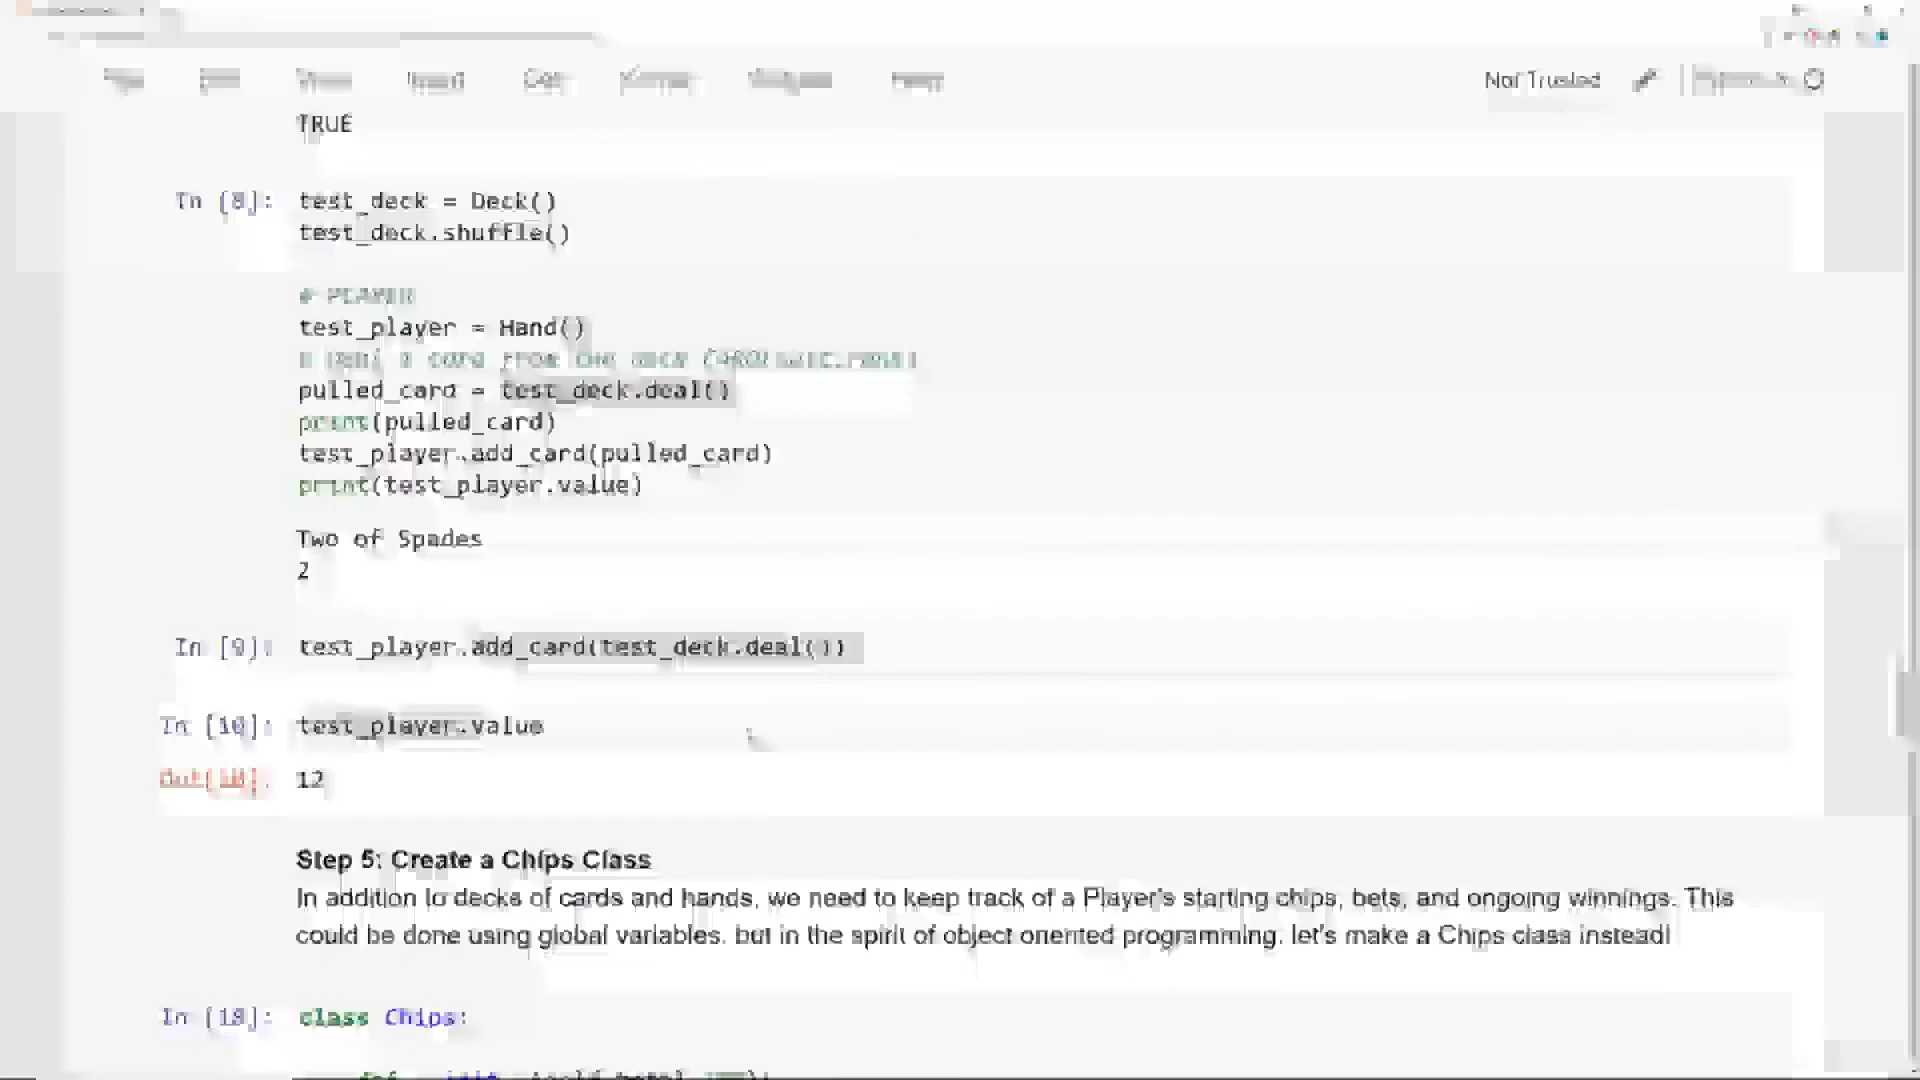 Not Trusted
TRUE
In [8]: test_deck = Deck()
test_deck.shuffle()
# PLAYER
test_player = Hand()
pulled_card = test_deck.deal()
print(pulled_card)
test_player.add_card(pulled_card)
print(test_player.value)
Two of Spades
2
In [9]: test_player.add_card(test_deck.deal())
In [10]: test_player.value
Out[10]: 12
Step 5: Create a Chips Class
In addition to decks of cards and hands, we need to keep track of a Player's starting chips, bets, and ongoing winnings. This
could be done using global variables, but in the spirit of object oriented programming, let's make a Chips class instead!
class Chips: